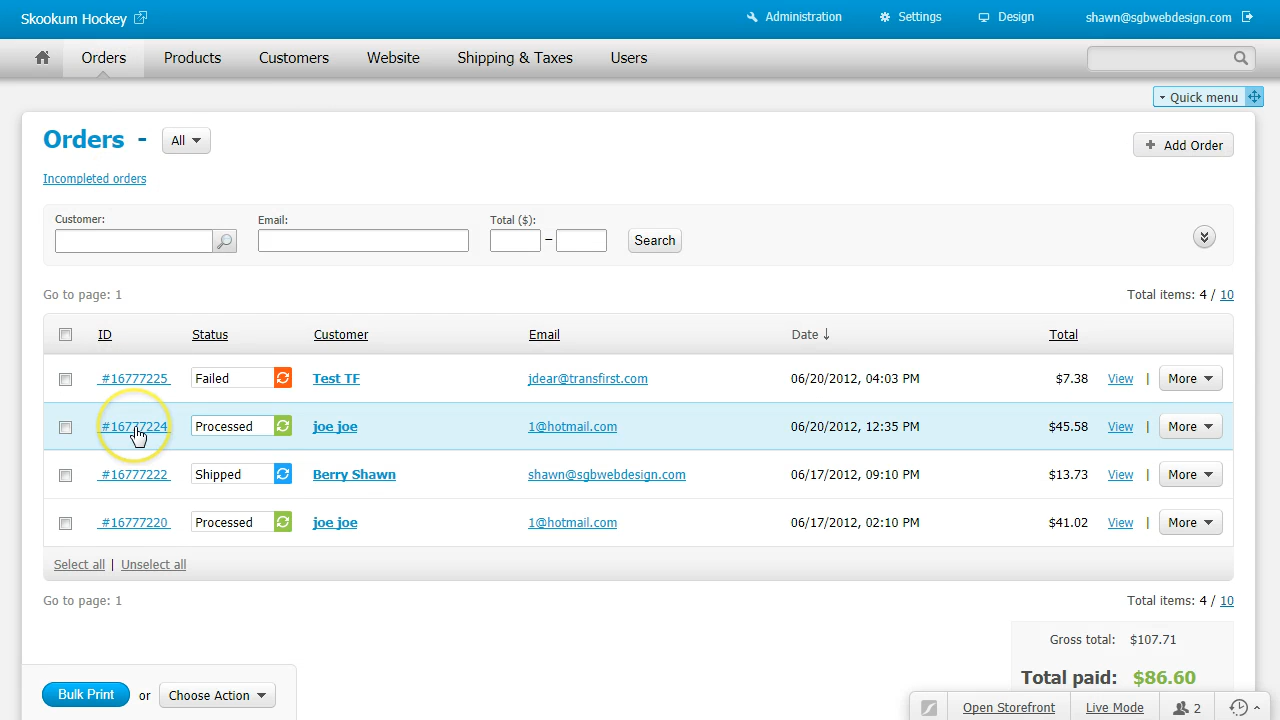 Skookum Hockey Administration Settings Design shawn@sgbwebdesign.com
Orders Products Customers Website Shipping & Taxes Users
Quick menu
Orders - All
+ Add Order
Incompleted orders
Customer: Email: Total ($):
– Search
Go to page: 1 Total items: 4 / 10
ID Status Customer Email Date ↓ Total
#16777225 Failed Test TF jdear@transfirst.com 06/20/2012, 04:03 PM $7.38 View | More
#16777224 Processed joe joe 1@hotmail.com 06/20/2012, 12:35 PM $45.58 View | More
#16777222 Shipped Berry Shawn shawn@sgbwebdesign.com 06/17/2012, 09:10 PM $13.73 View | More
#16777220 Processed joe joe 1@hotmail.com 06/17/2012, 02:10 PM $41.02 View | More
Select all | Unselect all
Go to page: 1 Total items: 4 / 10
Gross total: $107.71
Total paid: $86.60
Bulk Print or Choose Action
Open Storefront Live Mode 2